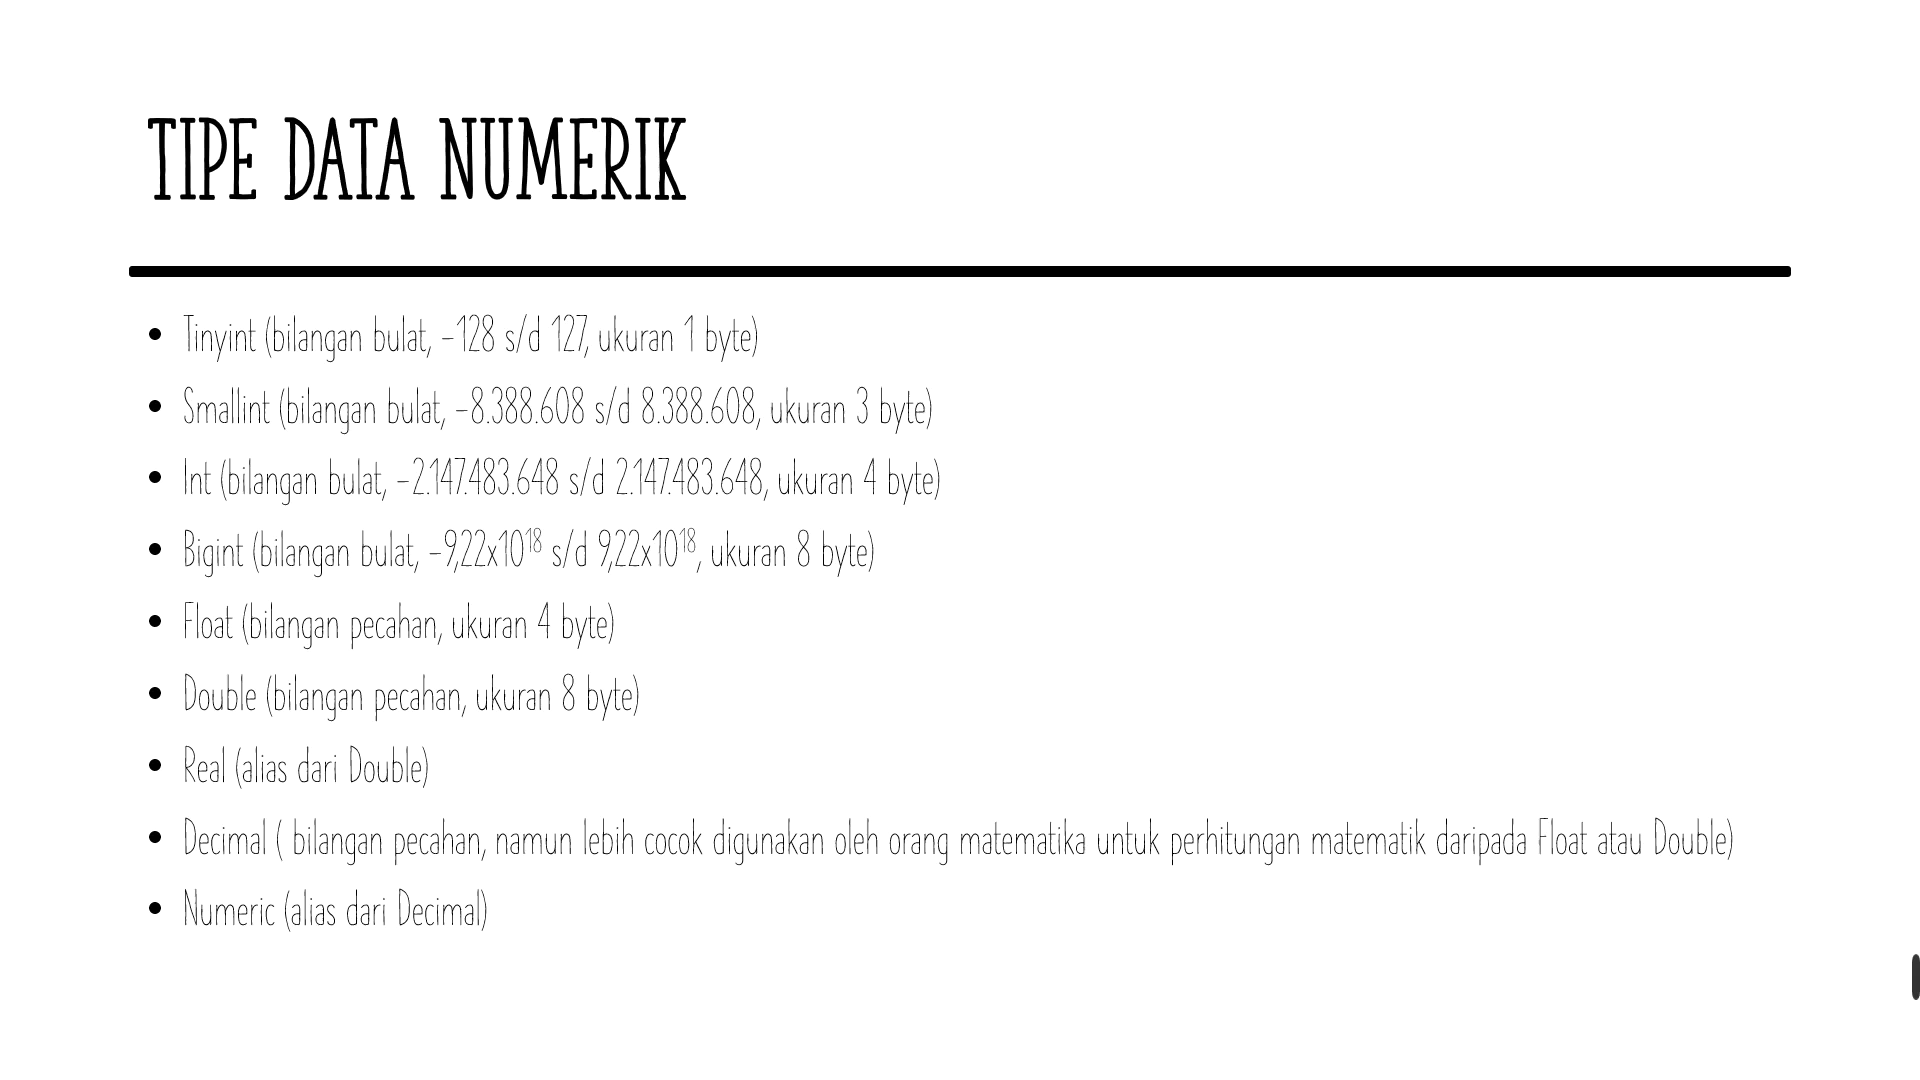 TIPE DATA NUMERIK
• Tinyint (bilangan bulat, -128 s/d 127, ukuran 1 byte)
• Smallint (bilangan bulat, -8.388.608 s/d 8.388.608, ukuran 3 byte)
• Int (bilangan bulat, -2.147.483.648 s/d 2.147.483.648, ukuran 4 byte)
• Bigint (bilangan bulat, -9,22x10¹⁸ s/d 9,22x10¹⁸, ukuran 8 byte)
• Float (bilangan pecahan, ukuran 4 byte)
• Double (bilangan pecahan, ukuran 8 byte)
• Real (alias dari Double)
• Decimal ( bilangan pecahan, namun lebih cocok digunakan oleh orang matematika untuk perhitungan matematik daripada Float atau Double)
• Numeric (alias dari Decimal)